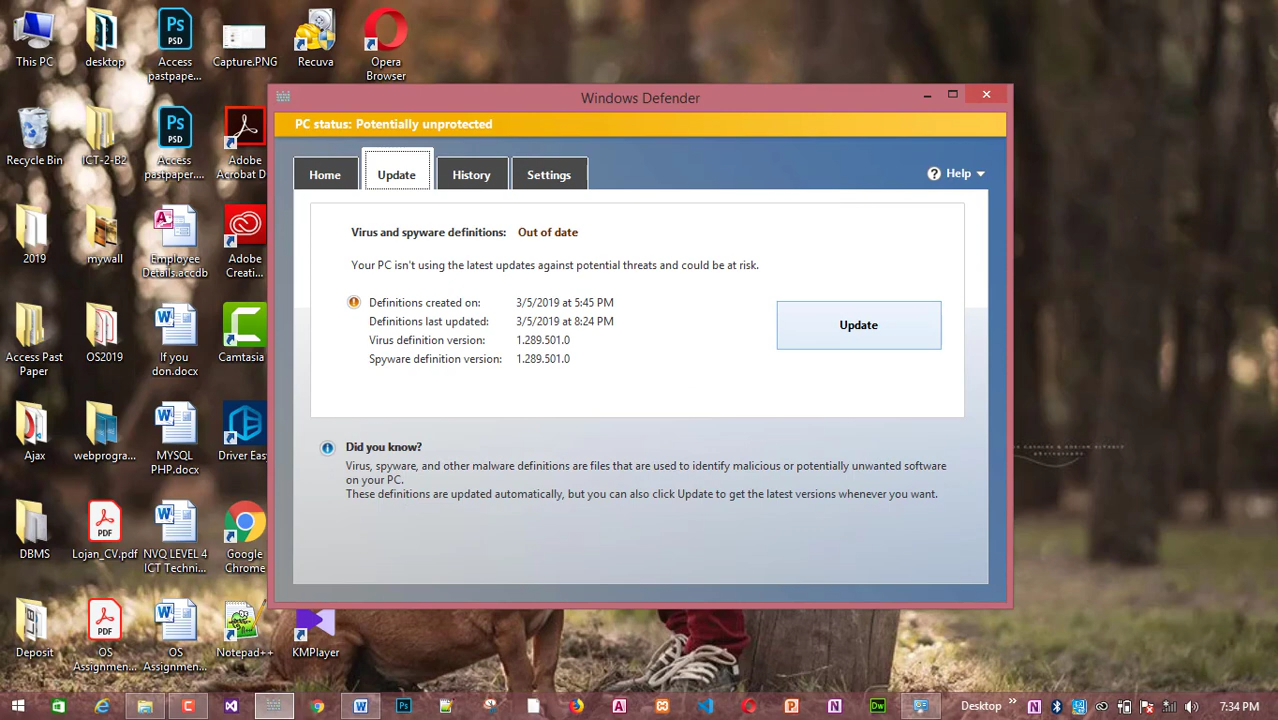 This PC
desktop
Access
pastpape...
Capture.PNG
Recuva
Opera
Browser
Recycle Bin
ICT-2-B2
Access
pastpaper....
Adobe
Acrobat D
2019
mywall
Employee
Details.accdb
Adobe
Creati...
Access Past
Paper
OS2019
If you
don.docx
Camtasia
Ajax
webprogra...
MYSQL
PHP.docx
Driver Eas
DBMS
Lojan_CV.pdf
NVQ LEVEL 4
ICT Techni...
Google
Chrome
Deposit
OS
Assignmen...
OS
Assignmen...
Notepad++
KMPlayer
Windows Defender
PC status: Potentially unprotected
Home
Update
History
Settings
Help
Virus and spyware definitions: Out of date
Your PC isn't using the latest updates against potential threats and could be at risk.
Definitions created on: 3/5/2019 at 5:45 PM
Definitions last updated: 3/5/2019 at 8:24 PM
Virus definition version: 1.289.501.0
Spyware definition version: 1.289.501.0
Update
Did you know?
Virus, spyware, and other malware definitions are files that are used to identify malicious or potentially unwanted software
on your PC.
These definitions are updated automatically, but you can also click Update to get the latest versions whenever you want.
Desktop
7:34 PM